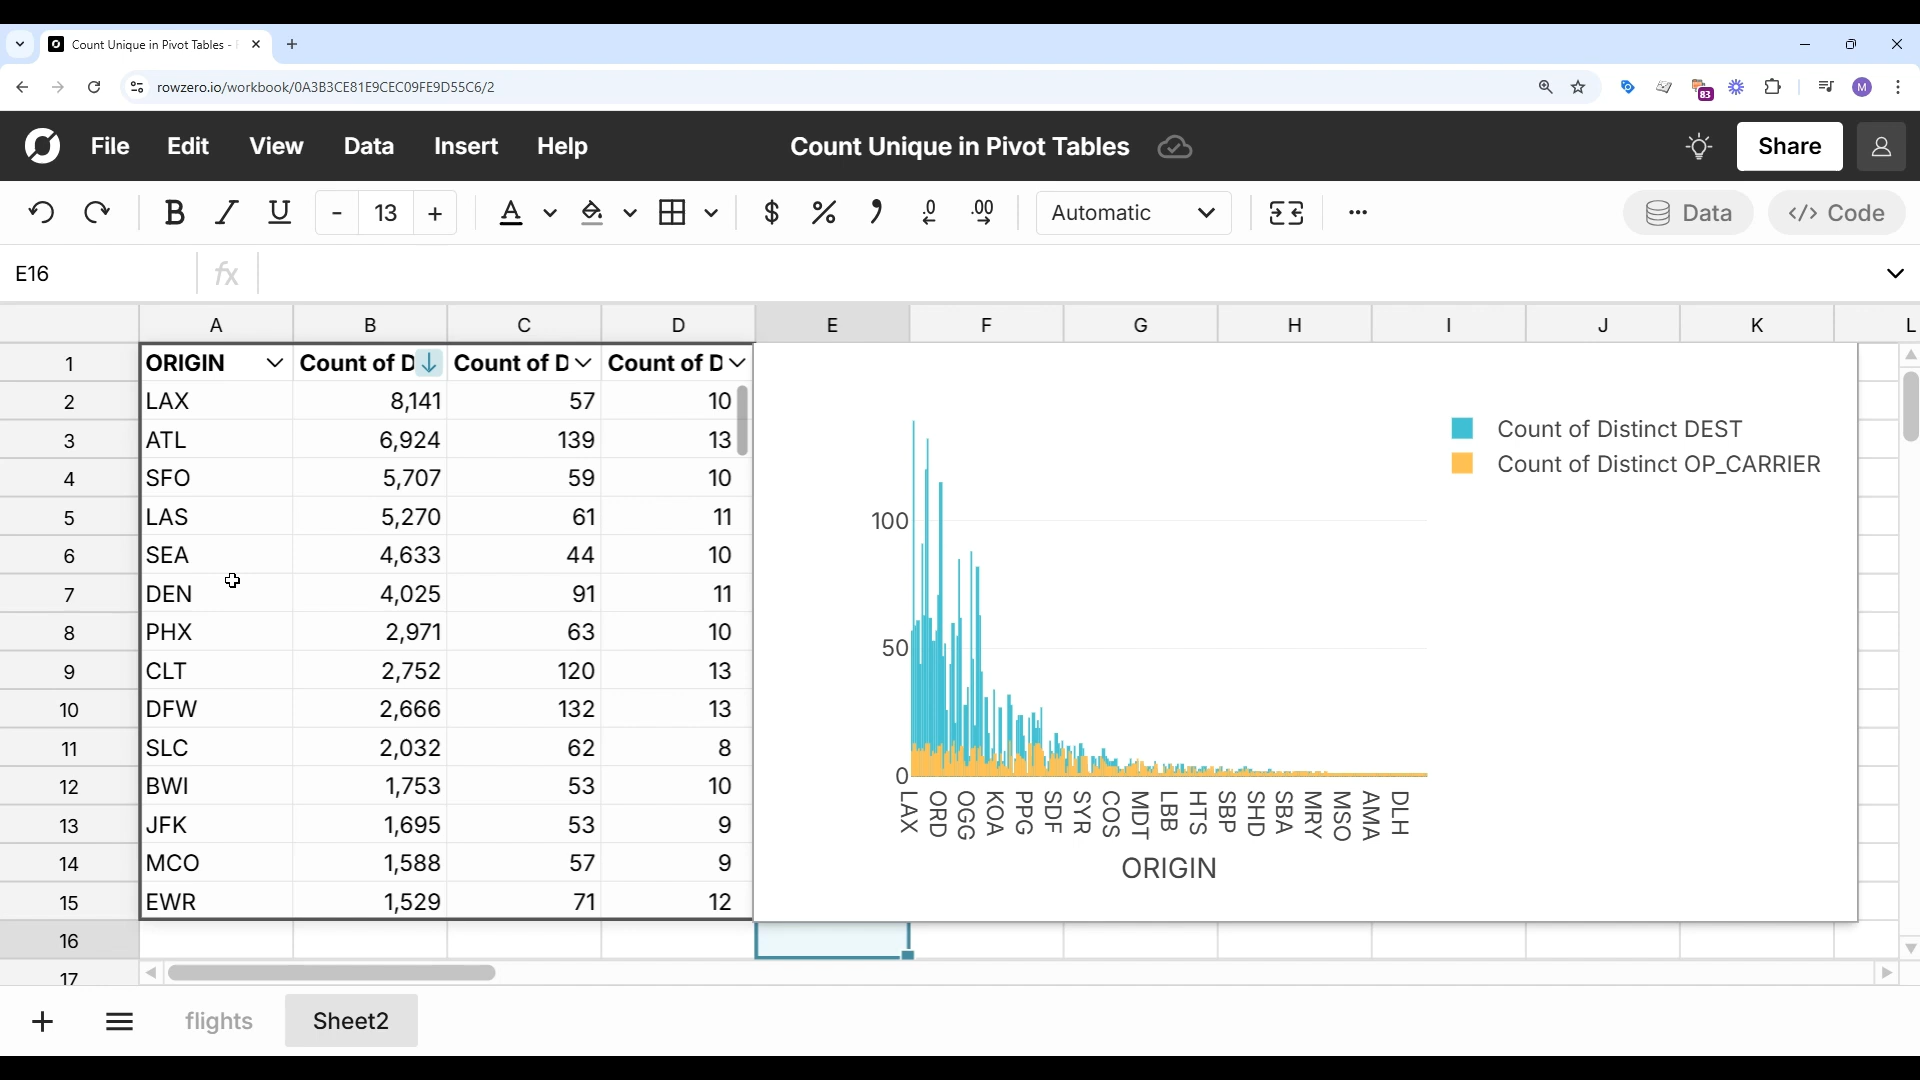 Count Unique in Pivot Tables -
rowzero.io/workbook/0A3B3CE81E9CEC09FE9D55C6/2
83
M
File Edit View Data Insert Help
Count Unique in Pivot Tables
Share
B I U - 13 + A $ % , .0 .00 Automatic ...
Data
</> Code
E16 fx
A B C D E F G H I J K L
1 ORIGIN Count of D Count of D Count of D
2 LAX 8,141 57 10
3 ATL 6,924 139 13
4 SFO 5,707 59 10
5 LAS 5,270 61 11
6 SEA 4,633 44 10
7 DEN 4,025 91 11
8 PHX 2,971 63 10
9 CLT 2,752 120 13
10 DFW 2,666 132 13
11 SLC 2,032 62 8
12 BWI 1,753 53 10
13 JFK 1,695 53 9
14 MCO 1,588 57 9
15 EWR 1,529 71 12
16
17
Count of Distinct DEST
Count of Distinct OP_CARRIER
100
50
0
LAX ORD OGG KOA PPG SDF SYR COS MDT LBB HTS SBP SHD SBA MRY MSO AMA DLH
ORIGIN
+ flights Sheet2